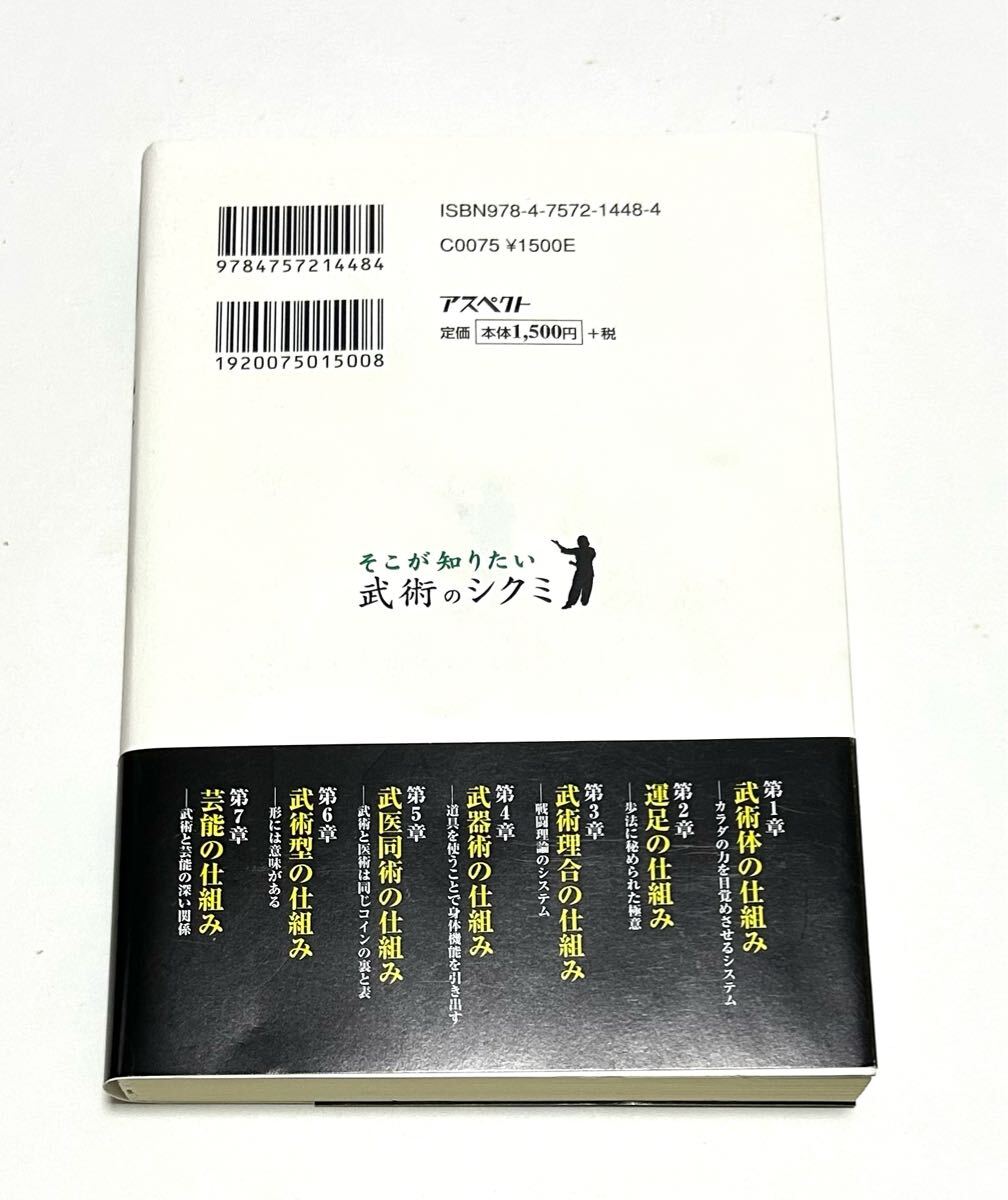 ISBN978-4-7572-1448-4
C0075 ¥1500E
9784757214484
アスペクト
定価 本体1,500円 +税
1920075015008
そこが知りたい
武術のシクミ
第1章
武術体の仕組み
―カラダの力を目覚めさせるシステム
第2章
運足の仕組み
―歩法に秘められた極意
第3章
武術理合の仕組み
―戦闘理論のシステム
第4章
武器術の仕組み
―道具を使うことで身体機能を引き出す
第5章
武医同術の仕組み
―武術と医術は同じコインの裏と表
第6章
武術型の仕組み
―形には意味がある
第7章
芸能の仕組み
―武術と芸能の深い関係